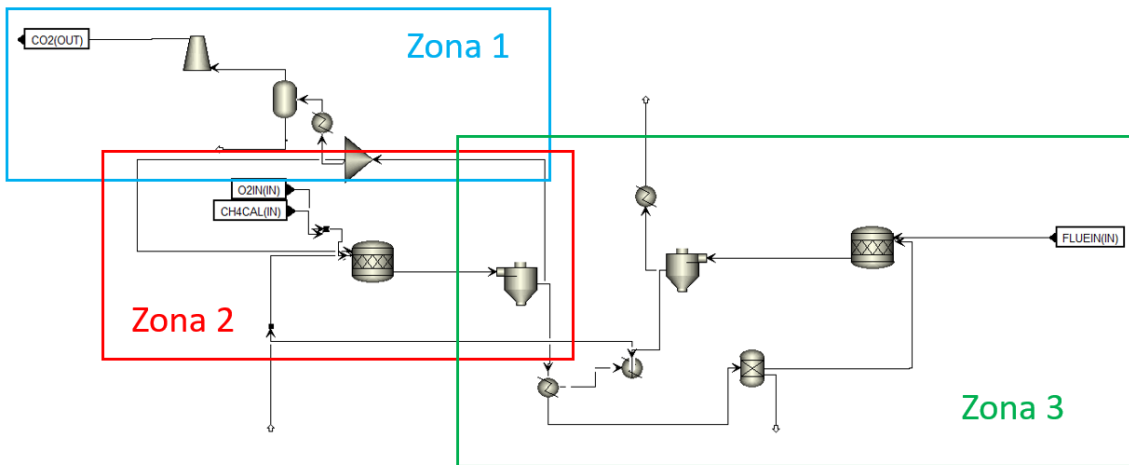 CO2(OUT)
Zona 1
O2IN(IN)
CH4CAL(IN)
FLUEIN(IN)
Zona 2
Zona 3